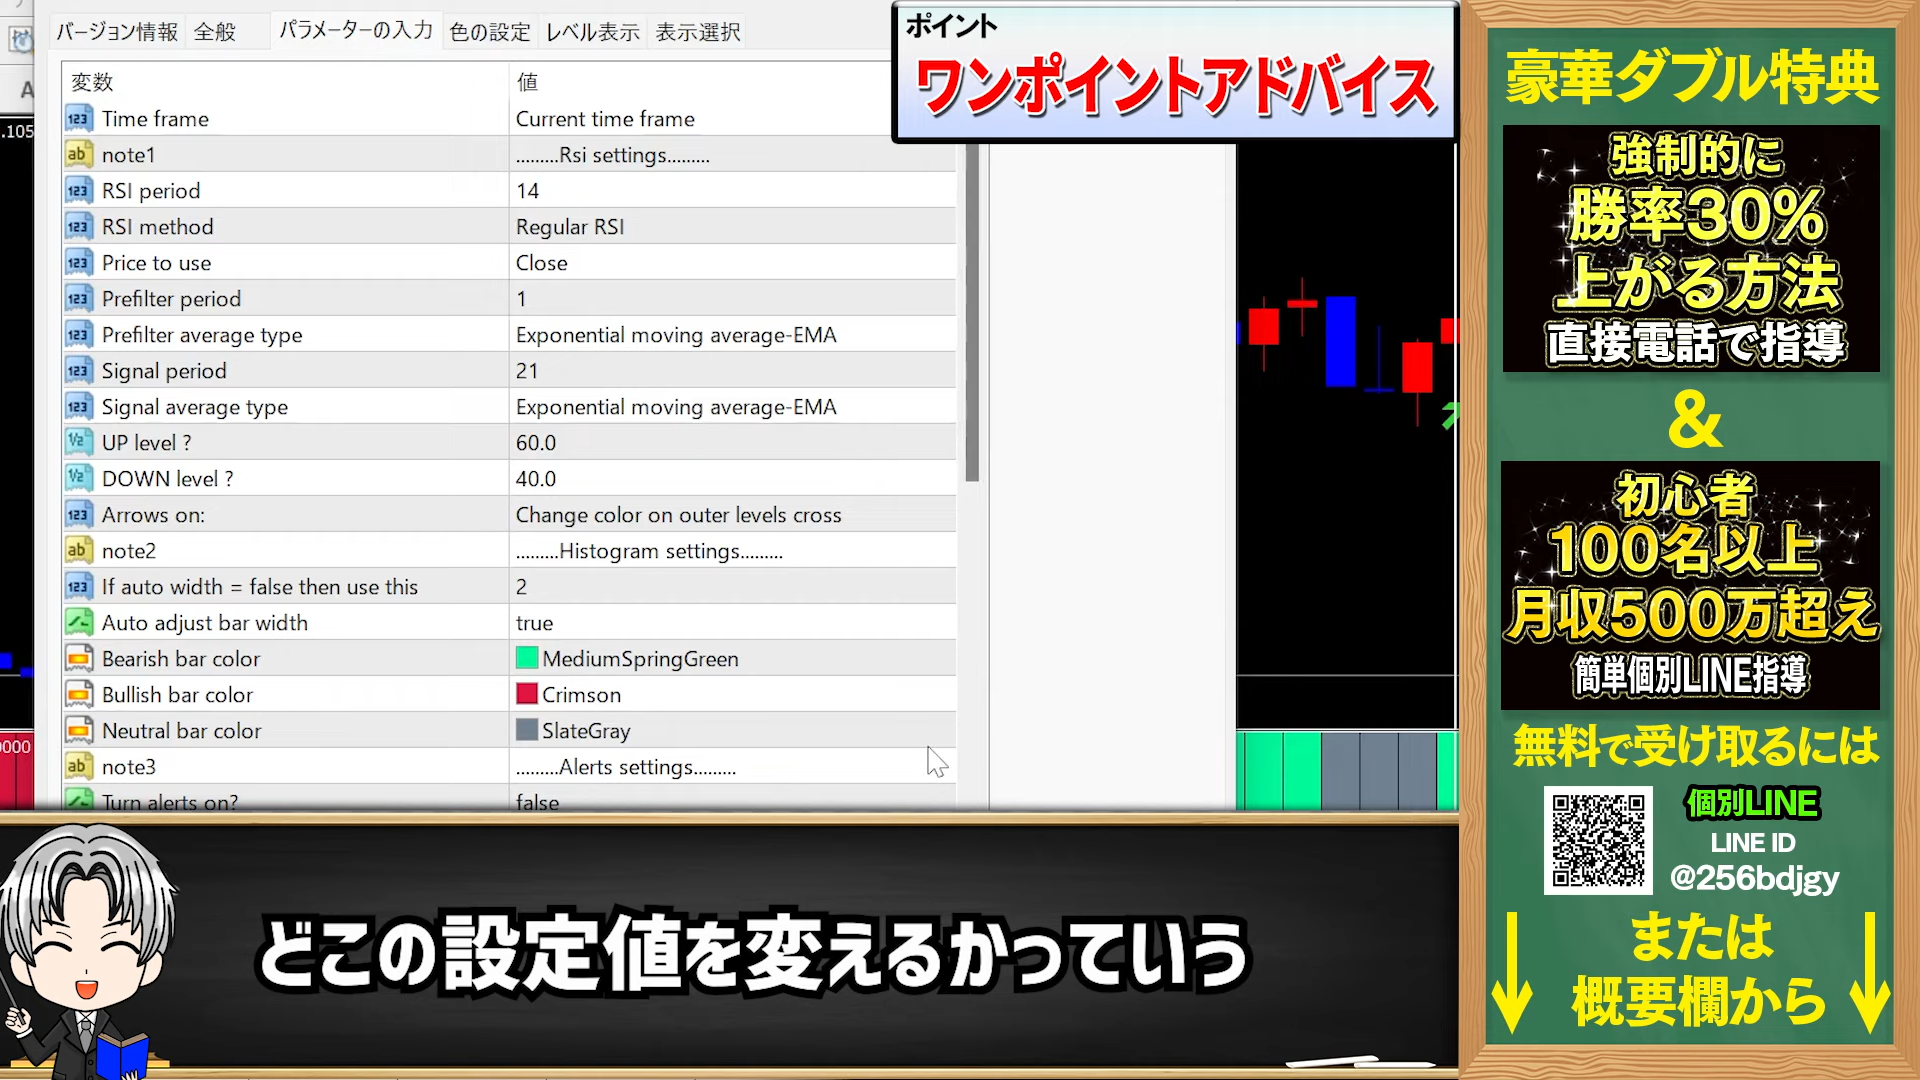 バージョン情報 全般 パラメーターの入力 色の設定 レベル表示 表示選択
変数 値
Time frame Current time frame
note1 .........Rsi settings.........
RSI period 14
RSI method Regular RSI
Price to use Close
Prefilter period 1
Prefilter average type Exponential moving average-EMA
Signal period 21
Signal average type Exponential moving average-EMA
UP level ? 60.0
DOWN level ? 40.0
Arrows on: Change color on outer levels cross
note2 .........Histogram settings.........
If auto width = false then use this 2
Auto adjust bar width true
Bearish bar color MediumSpringGreen
Bullish bar color Crimson
Neutral bar color SlateGray
note3 .........Alerts settings.........
Turn alerts on? false
A
.105
0000
ポイント
ワンポイントアドバイス
どこの設定値を変えるかっていう
豪華ダブル特典
強制的に
勝率30%
上がる方法
直接電話で指導
&
初心者
100名以上
月収500万超え
簡単個別LINE指導
無料で受け取るには
個別LINE
LINE ID
@256bdjgy
または
概要欄から